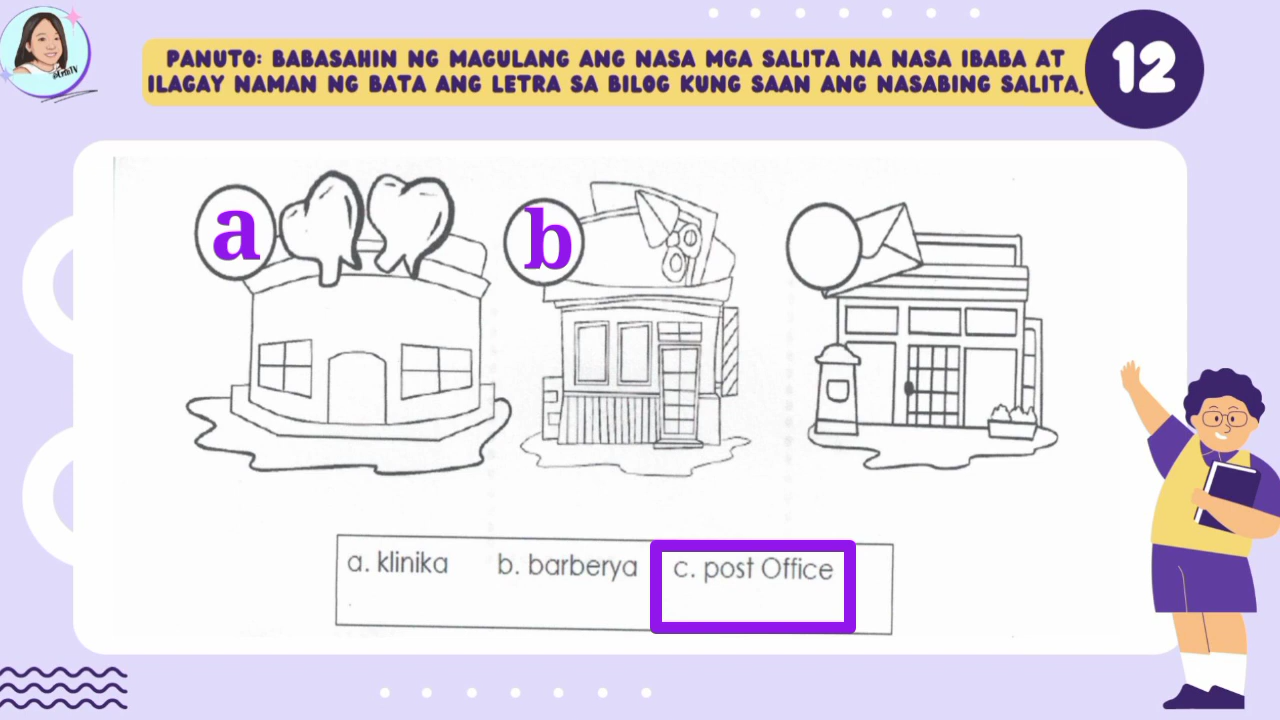 PANUTO: BABASAHIN NG MAGULANG ANG NASA MGA SALITA NA NASA IBABA AT
ILAGAY NAMAN NG BATA ANG LETRA SA BILOG KUNG SAAN ANG NASABING SALITA.
12
a
b
a. klinika b. barberya c. post Office